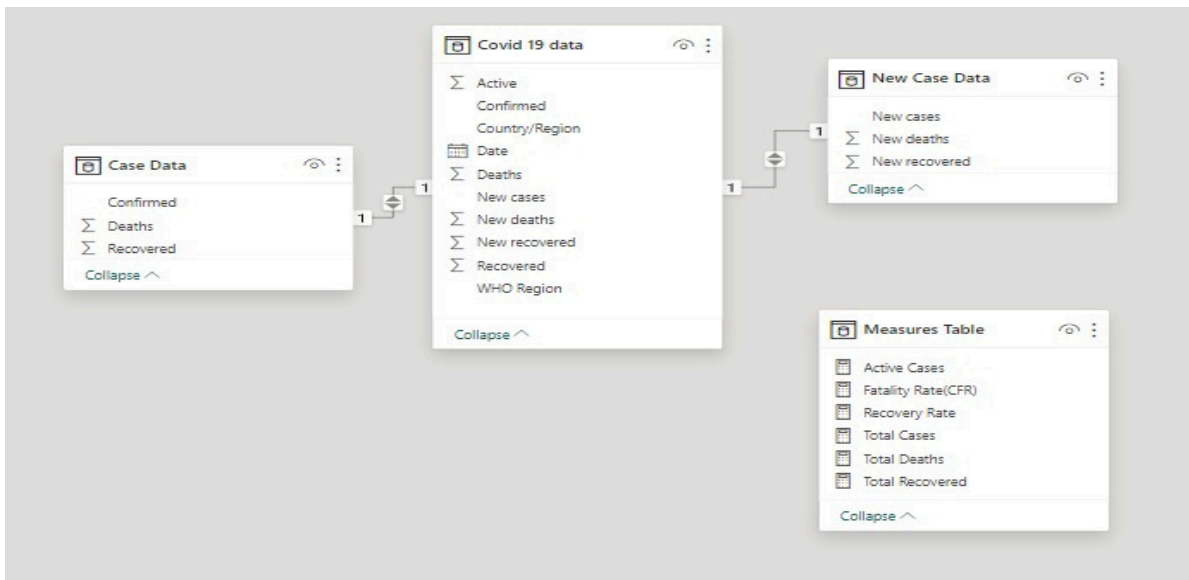 Case Data
Confirmed
Deaths
Recovered
Collapse
1
1
Covid 19 data
Active
Confirmed
Country/Region
Date
Deaths
New cases
New deaths
New recovered
Recovered
WHO Region
Collapse
1
1
New Case Data
New cases
New deaths
New recovered
Collapse
Measures Table
Active Cases
Fatality Rate(CFR)
Recovery Rate
Total Cases
Total Deaths
Total Recovered
Collapse